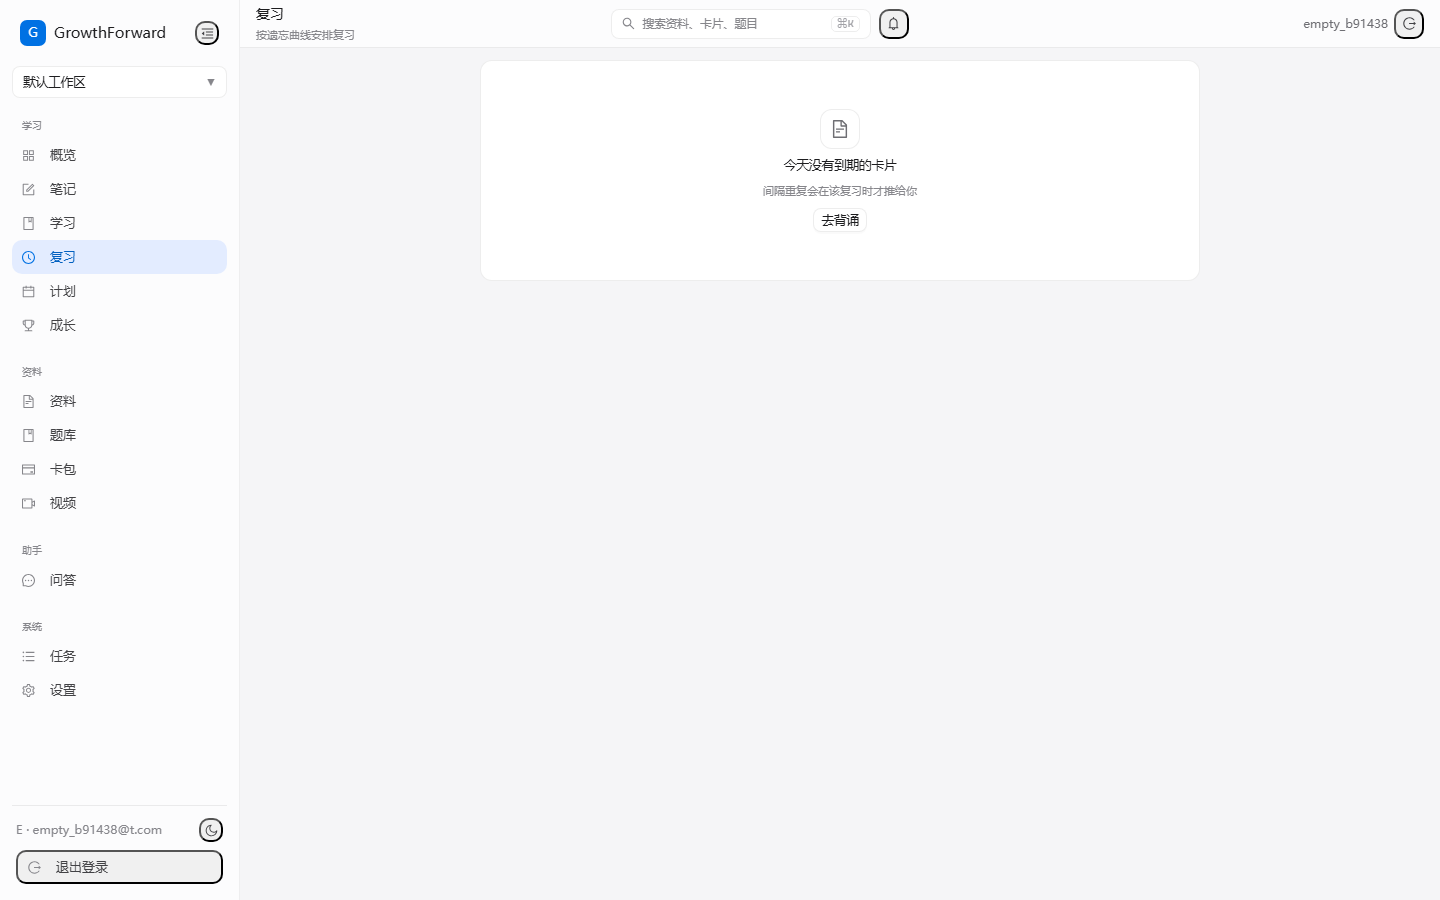 G GrowthForward
默认工作区 ▼
学习
概览
笔记
学习
复习
计划
成长
资料
资料
题库
卡包
视频
助手
问答
系统
任务
设置
E · empty_b91438@t.com
退出登录
复习
按遗忘曲线安排复习
搜索资料、卡片、题目 ⌘K
empty_b91438
今天没有到期的卡片
间隔重复会在该复习时才推给你
去背诵